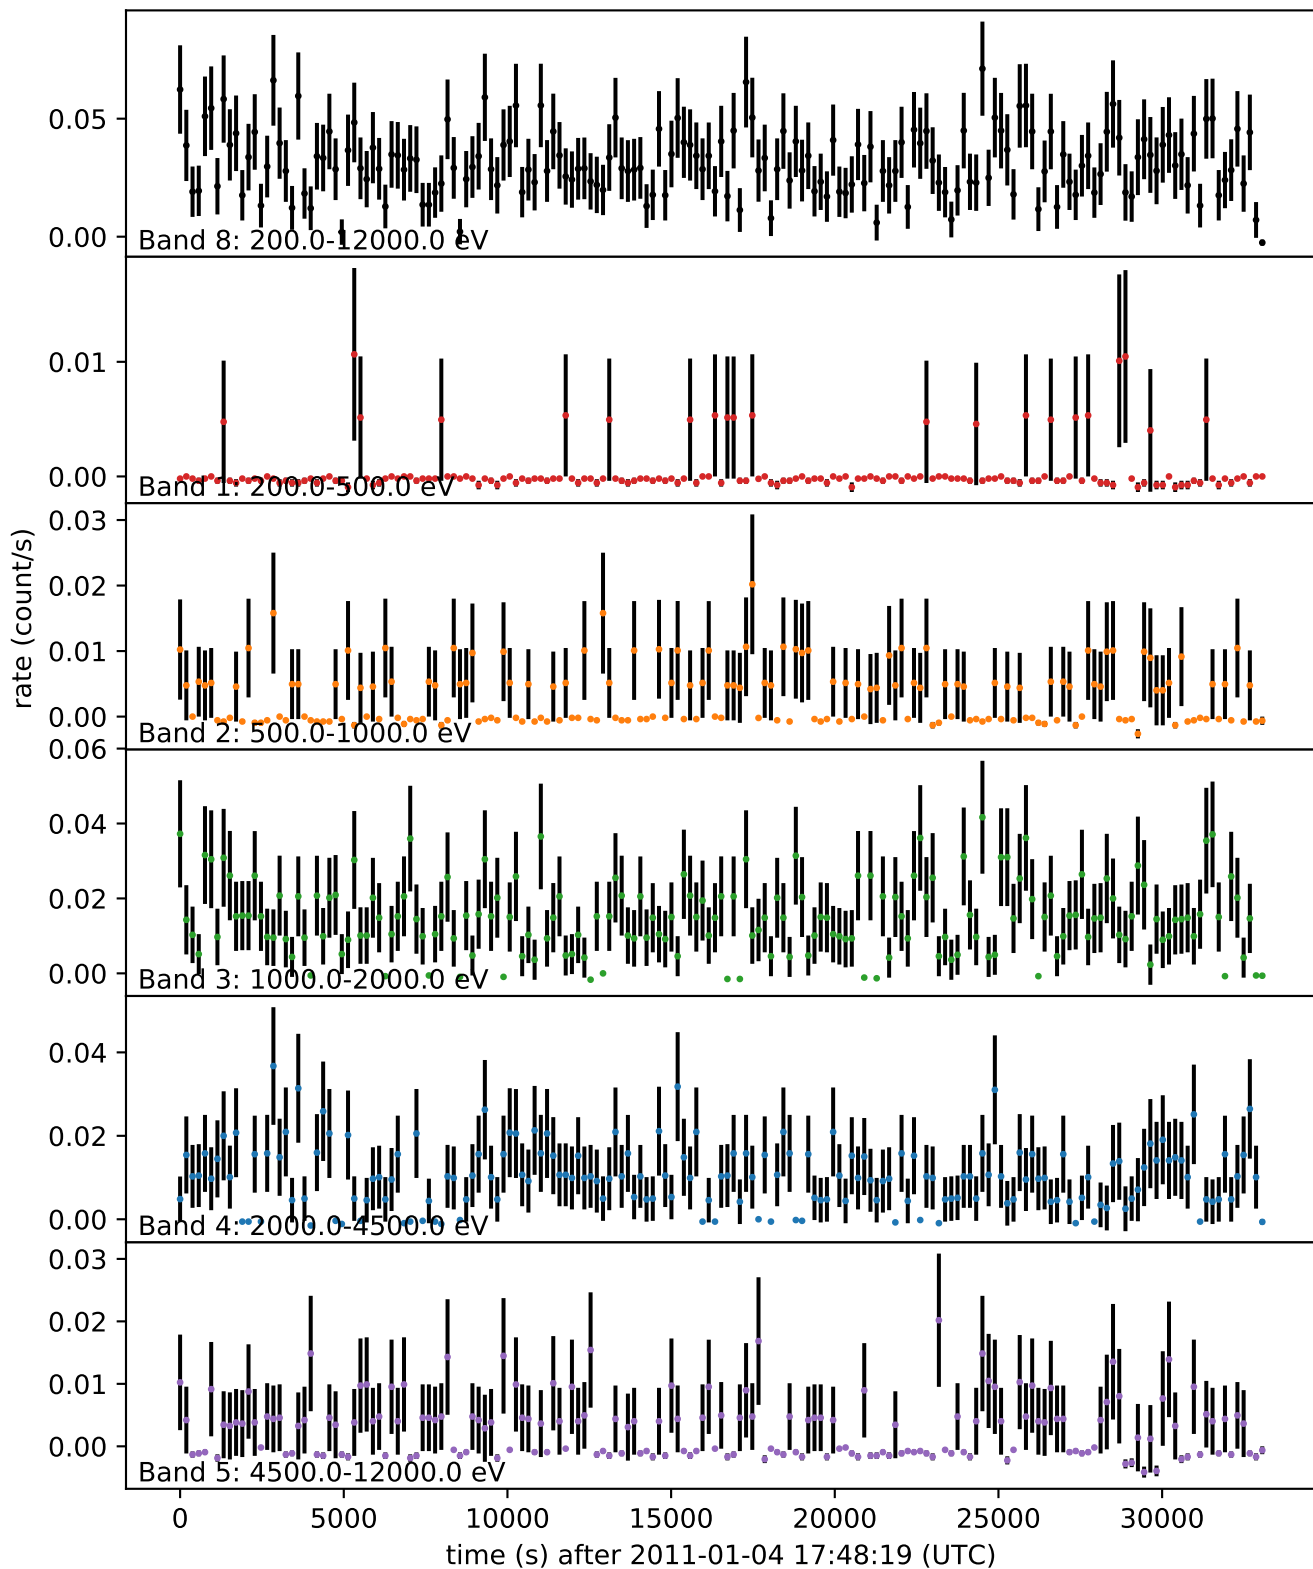 0.05
0.00
Band 8: 200.0-12000.0 eV
0.01
0.00
Band 1: 200.0-500.0 eV
0.03
0.02
0.01
0.00
Band 2: 500.0-1000.0 eV
rate (count/s)
0.06
0.04
0.02
0.00
Band 3: 1000.0-2000.0 eV
0.04
0.02
0.00
Band 4: 2000.0-4500.0 eV
0.03
0.02
0.01
0.00
Band 5: 4500.0-12000.0 eV
0 5000 10000 15000 20000 25000 30000
time (s) after 2011-01-04 17:48:19 (UTC)